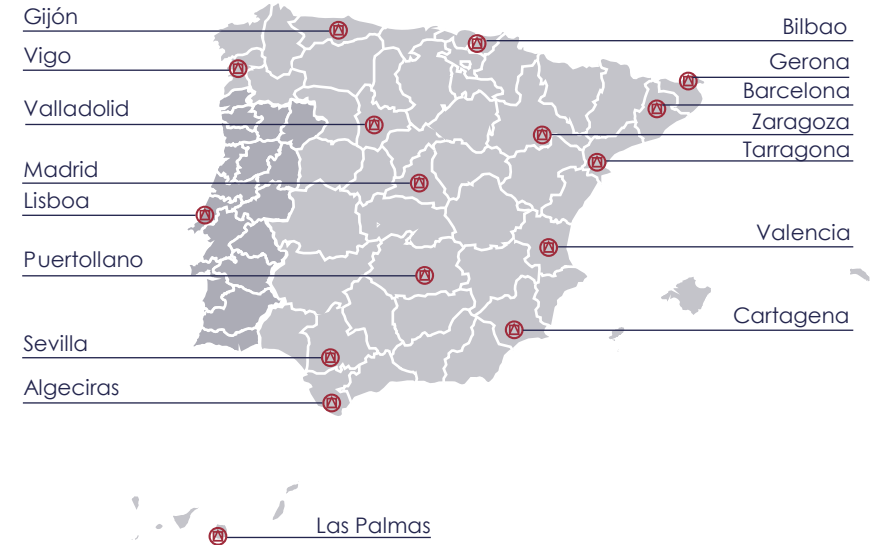 Gijón
Vigo
Valladolid
Madrid
Lisboa
Puertollano
Sevilla
Algeciras
Bilbao
Gerona
Barcelona
Zaragoza
Tarragona
Valencia
Cartagena
Las Palmas